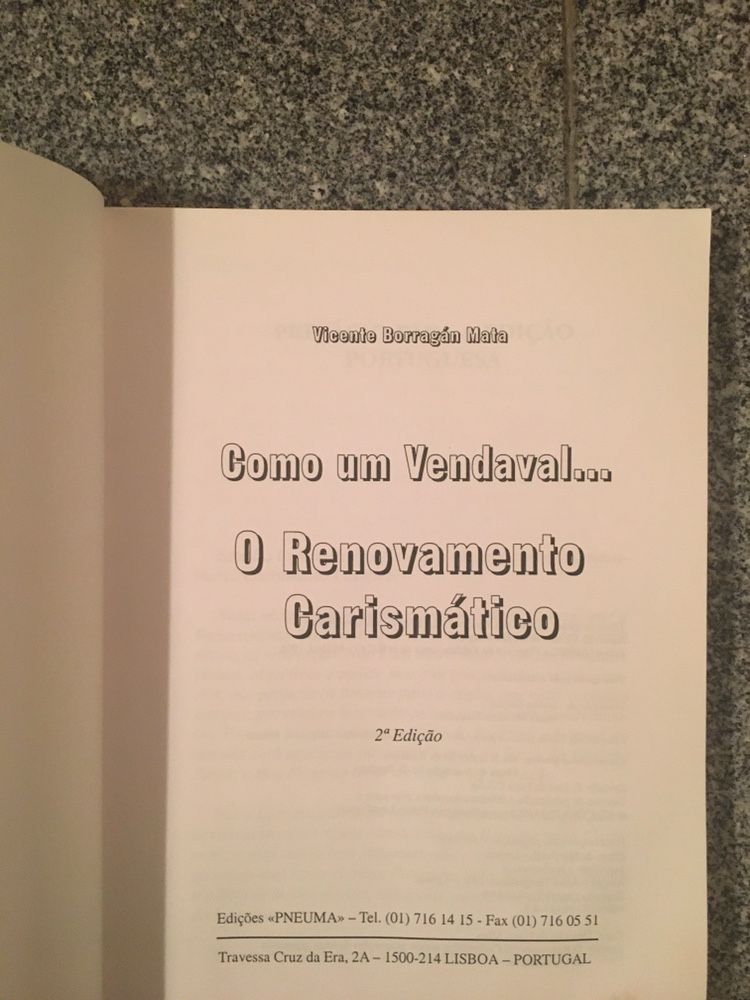 Vicente Borragán Mata
Como um Vendaval...
O Renovamento
Carismático
2ª Edição
Edições «PNEUMA» – Tel. (01) 716 14 15 - Fax (01) 716 05 51
Travessa Cruz da Era, 2A – 1500-214 LISBOA – PORTUGAL